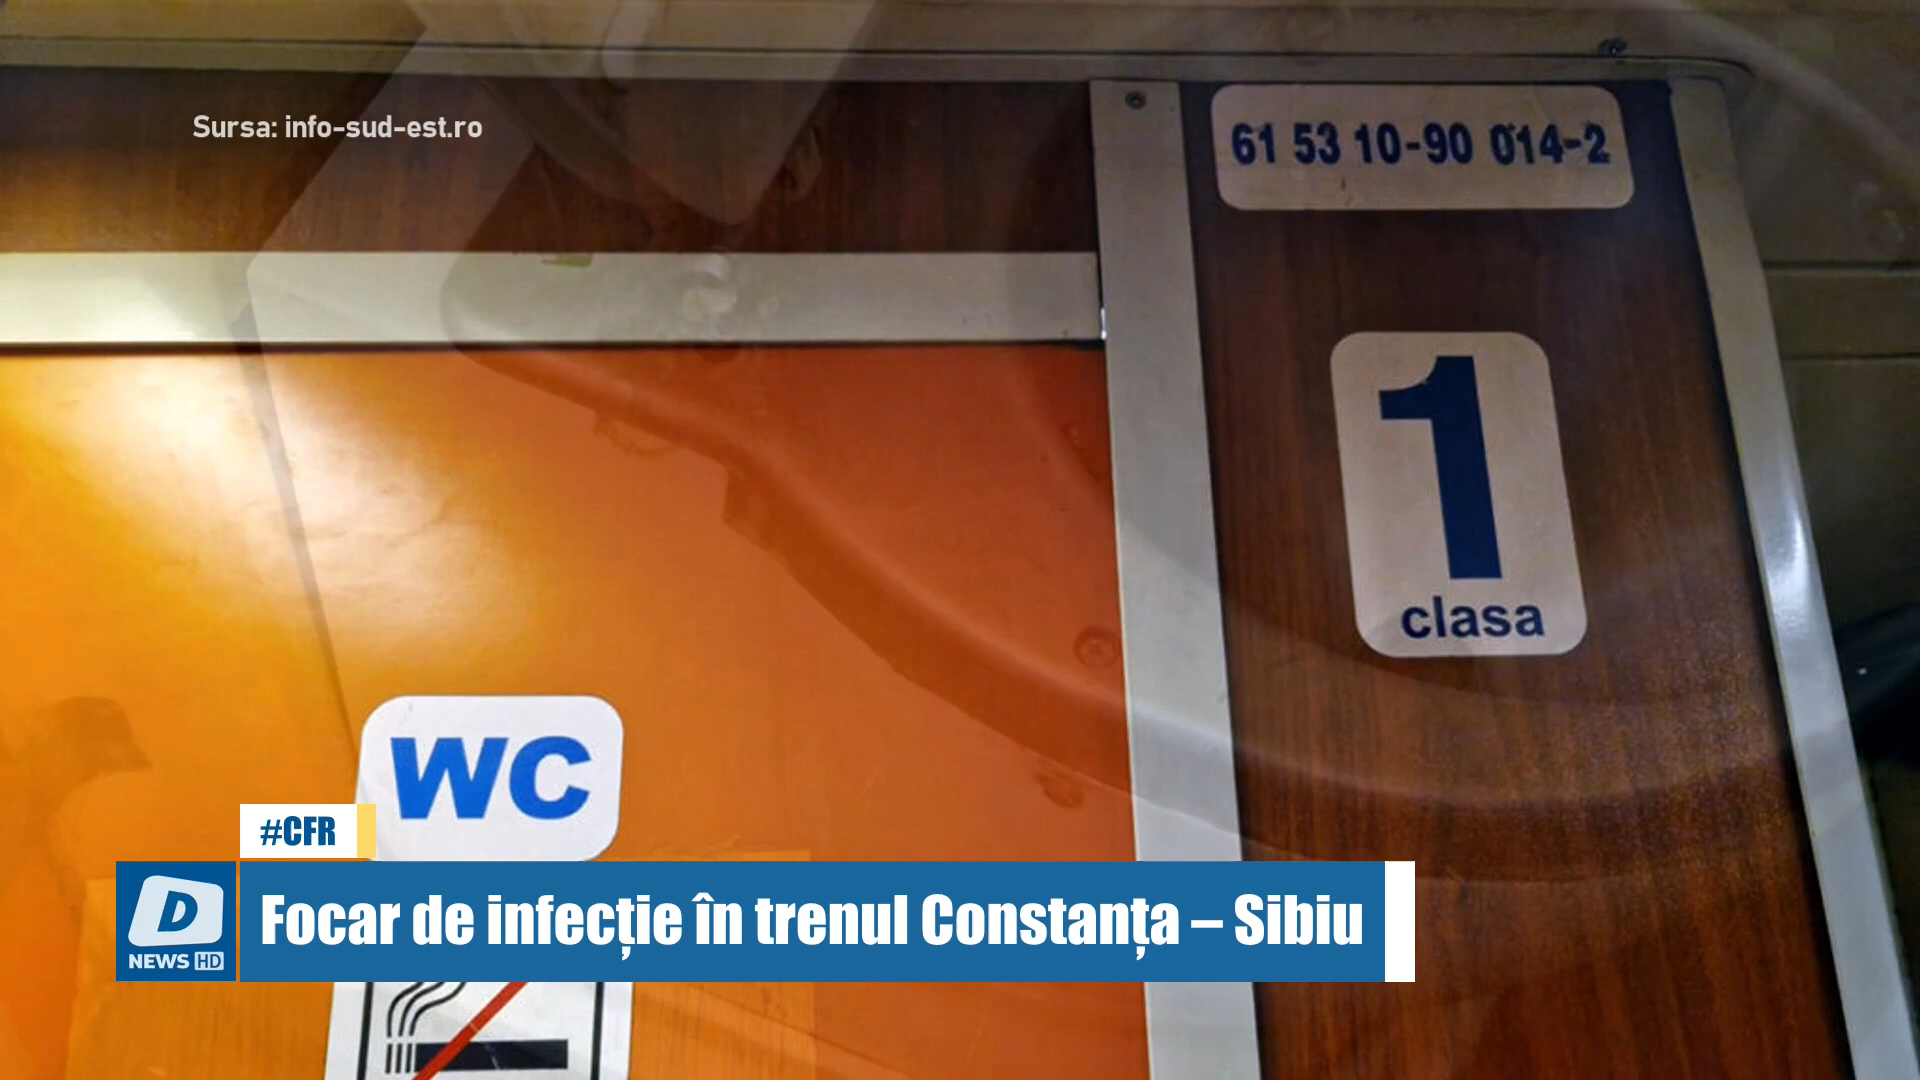 Sursa: info-sud-est.ro
61 53 10-90 014-2
1
clasa
WC
#CFR
Focar de infecție în trenul Constanța – Sibiu
D
NEWS HD